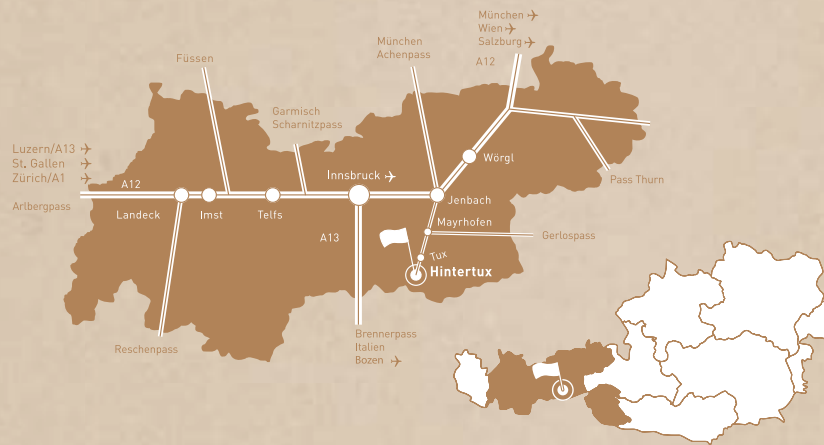 München
Wien
Salzburg
A12
München
Achenpass
Füssen
Garmisch
Scharnitzpass
Luzern/A13
St. Gallen
Zürich/A1
Arlbergpass
A12
Landeck
Imst
Telfs
Innsbruck
Wörgl
Jenbach
Pass Thurn
Mayrhofen
Gerlospass
A13
Tux
Hintertux
Reschenpass
Brennerpass
Italien
Bozen